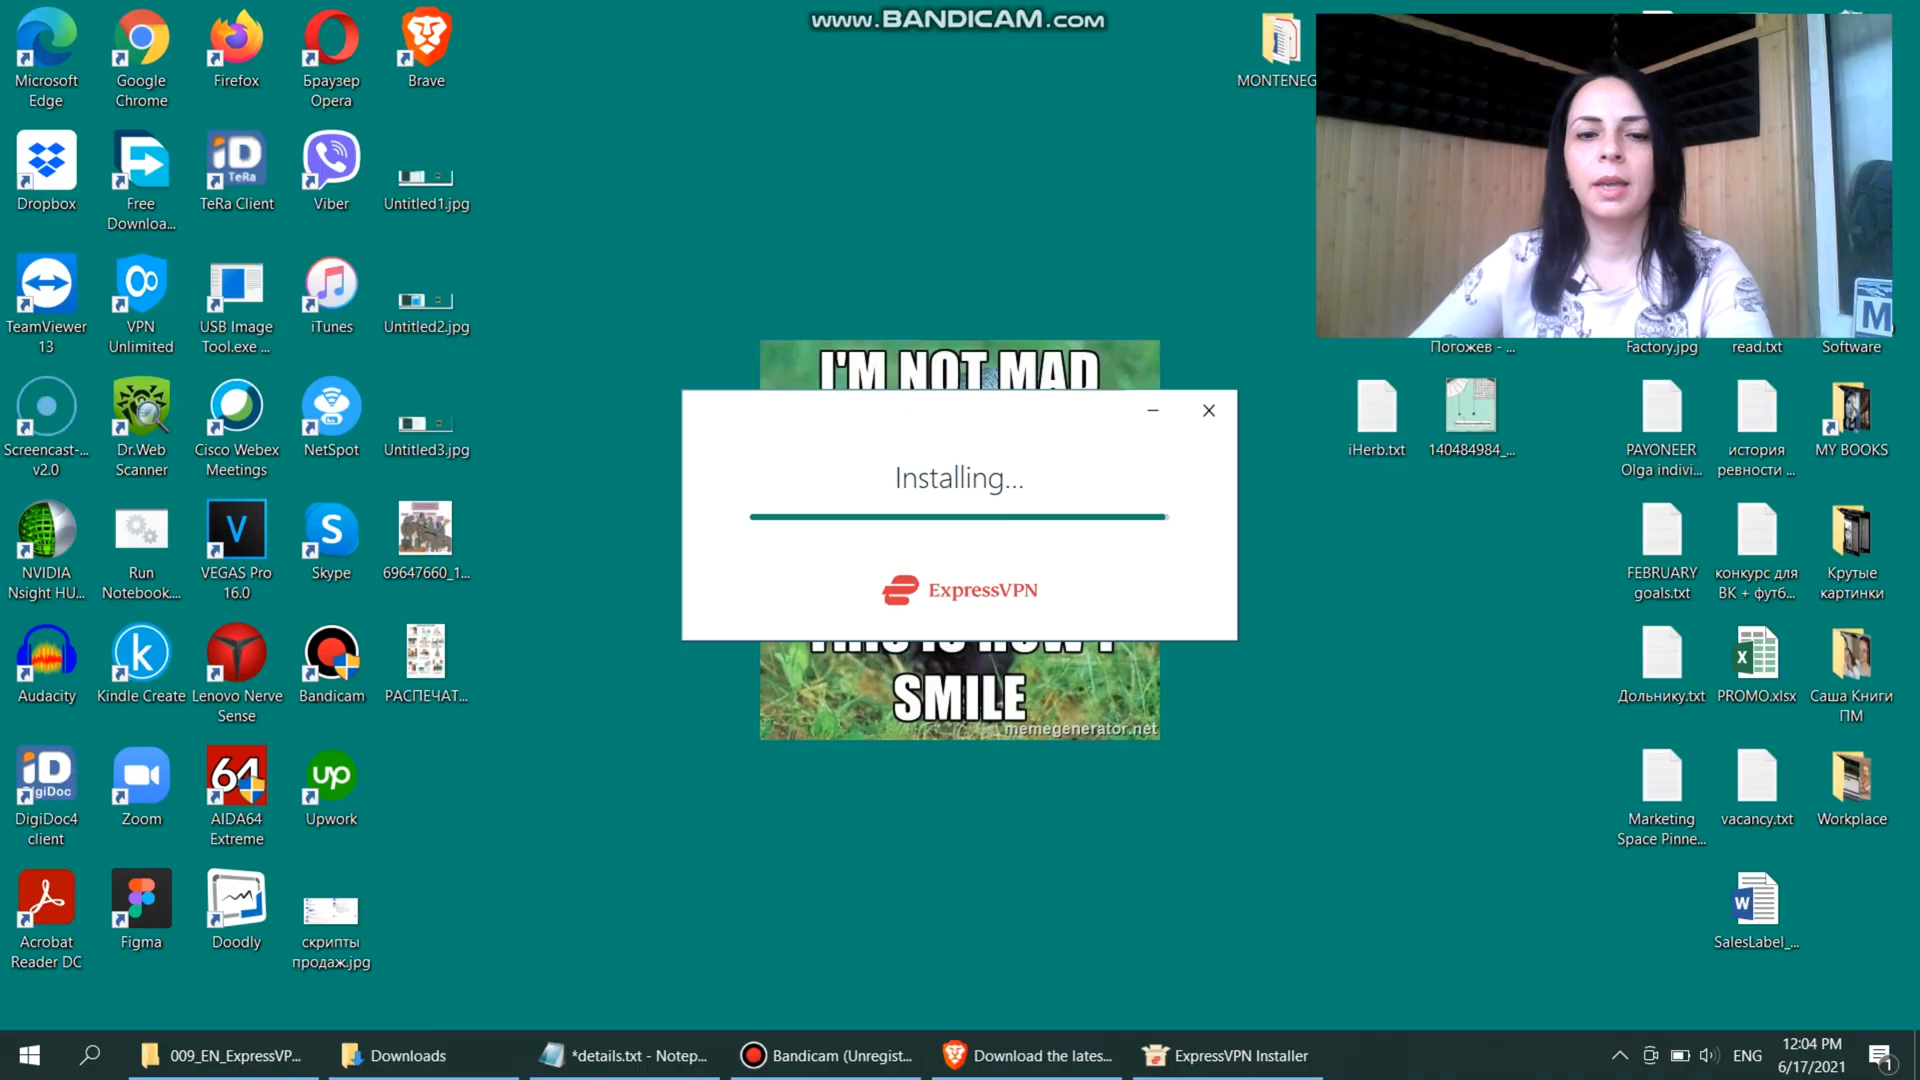 www.BANDICAM.com
Microsoft
Edge
Google
Chrome
Firefox
Браузер
Opera
Brave
MONTENEG
Dropbox
Free
Downloa...
iD
TeRa
TeRa Client
Viber
Untitled1.jpg
TeamViewer
13
VPN
Unlimited
USB Image
Tool.exe ...
iTunes
Untitled2.jpg
M
Погожев - ...
Factory.jpg
read.txt
Software
I'M NOT MAD
Installing...
ExpressVPN
SMILE
memegenerator.net
Screencast-...
v2.0
Dr.Web
Scanner
Cisco Webex
Meetings
NetSpot
Untitled3.jpg
iHerb.txt
140484984_...
PAYONEER
Olga indivi...
история
ревности ...
MY BOOKS
NVIDIA
Nsight HU...
Run
Notebook....
V
VEGAS Pro
16.0
S
Skype
69647660_1...
FEBRUARY
goals.txt
конкурс для
ВК + футб...
Крутые
картинки
Audacity
k
Kindle Create
Lenovo Nerve
Sense
Bandicam
РАСПЕЧАТ...
Дольнику.txt
X
PROMO.xlsx
Саша Книги
ПМ
iD
DigiDoc4
client
Zoom
64
AIDA64
Extreme
up
Upwork
Marketing
Space Pinne...
vacancy.txt
Workplace
Acrobat
Reader DC
Figma
Doodly
скрипты
продаж.jpg
W
SalesLabel_...
009_EN_ExpressVP...
Downloads
*details.txt - Notep...
Bandicam (Unregist...
Download the lates...
ExpressVPN Installer
ENG
12:04 PM
6/17/2021
1